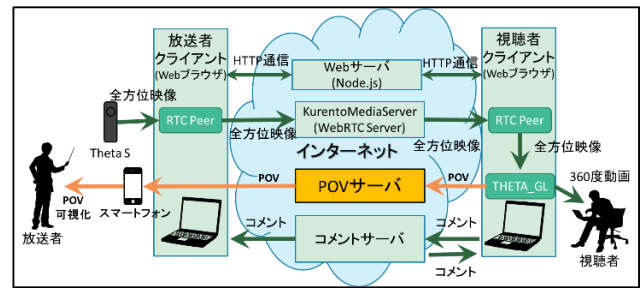 放送者
クライアント
(Webブラウザ)
HTTP通信
Webサーバ
(Node.js)
HTTP通信
視聴者
クライアント
(Webブラウザ)
全方位映像
Theta S
RTC Peer
全方位映像
KurentoMediaServer
(WebRTC Server)
インターネット
全方位映像
RTC Peer
全方位映像
POV
可視化
スマートフォン
POV
POVサーバ
POV
THETA_GL
360度動画
放送者
コメント
コメントサーバ
コメント
コメント
視聴者